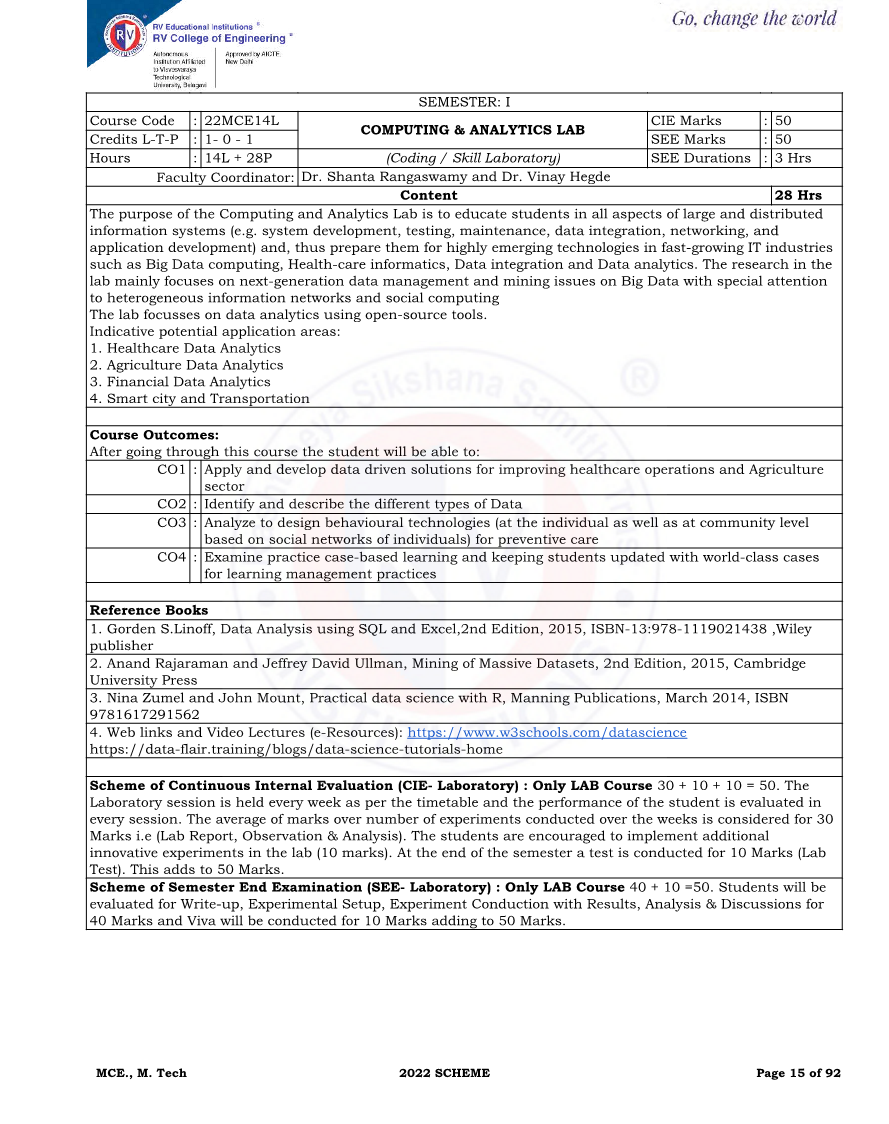 Go, change the world
RV Educational Institutions ®
RV College of Engineering ®
Autonomous
Institution Affiliated
to Visvesvaraya
Technological
University, Belagavi
Approved by AICTE,
New Delhi
SEMESTER: I
Course Code : 22MCE14L COMPUTING & ANALYTICS LAB CIE Marks : 50
Credits L-T-P : 1- 0 - 1 SEE Marks : 50
Hours : 14L + 28P (Coding / Skill Laboratory) SEE Durations : 3 Hrs
Faculty Coordinator: Dr. Shanta Rangaswamy and Dr. Vinay Hegde
Content 28 Hrs
The purpose of the Computing and Analytics Lab is to educate students in all aspects of large and distributed
information systems (e.g. system development, testing, maintenance, data integration, networking, and
application development) and, thus prepare them for highly emerging technologies in fast-growing IT industries
such as Big Data computing, Health-care informatics, Data integration and Data analytics. The research in the
lab mainly focuses on next-generation data management and mining issues on Big Data with special attention
to heterogeneous information networks and social computing
The lab focusses on data analytics using open-source tools.
Indicative potential application areas:
1. Healthcare Data Analytics
2. Agriculture Data Analytics
3. Financial Data Analytics
4. Smart city and Transportation
Course Outcomes:
After going through this course the student will be able to:
CO1 : Apply and develop data driven solutions for improving healthcare operations and Agriculture
sector
CO2 : Identify and describe the different types of Data
CO3 : Analyze to design behavioural technologies (at the individual as well as at community level
based on social networks of individuals) for preventive care
CO4 : Examine practice case-based learning and keeping students updated with world-class cases
for learning management practices
Reference Books
1. Gorden S.Linoff, Data Analysis using SQL and Excel,2nd Edition, 2015, ISBN-13:978-1119021438 ,Wiley
publisher
2. Anand Rajaraman and Jeffrey David Ullman, Mining of Massive Datasets, 2nd Edition, 2015, Cambridge
University Press
3. Nina Zumel and John Mount, Practical data science with R, Manning Publications, March 2014, ISBN
9781617291562
4. Web links and Video Lectures (e-Resources): https://www.w3schools.com/datascience
https://data-flair.training/blogs/data-science-tutorials-home
Scheme of Continuous Internal Evaluation (CIE- Laboratory) : Only LAB Course 30 + 10 + 10 = 50. The
Laboratory session is held every week as per the timetable and the performance of the student is evaluated in
every session. The average of marks over number of experiments conducted over the weeks is considered for 30
Marks i.e (Lab Report, Observation & Analysis). The students are encouraged to implement additional
innovative experiments in the lab (10 marks). At the end of the semester a test is conducted for 10 Marks (Lab
Test). This adds to 50 Marks.
Scheme of Semester End Examination (SEE- Laboratory) : Only LAB Course 40 + 10 =50. Students will be
evaluated for Write-up, Experimental Setup, Experiment Conduction with Results, Analysis & Discussions for
40 Marks and Viva will be conducted for 10 Marks adding to 50 Marks.
MCE., M. Tech 2022 SCHEME Page 15 of 92